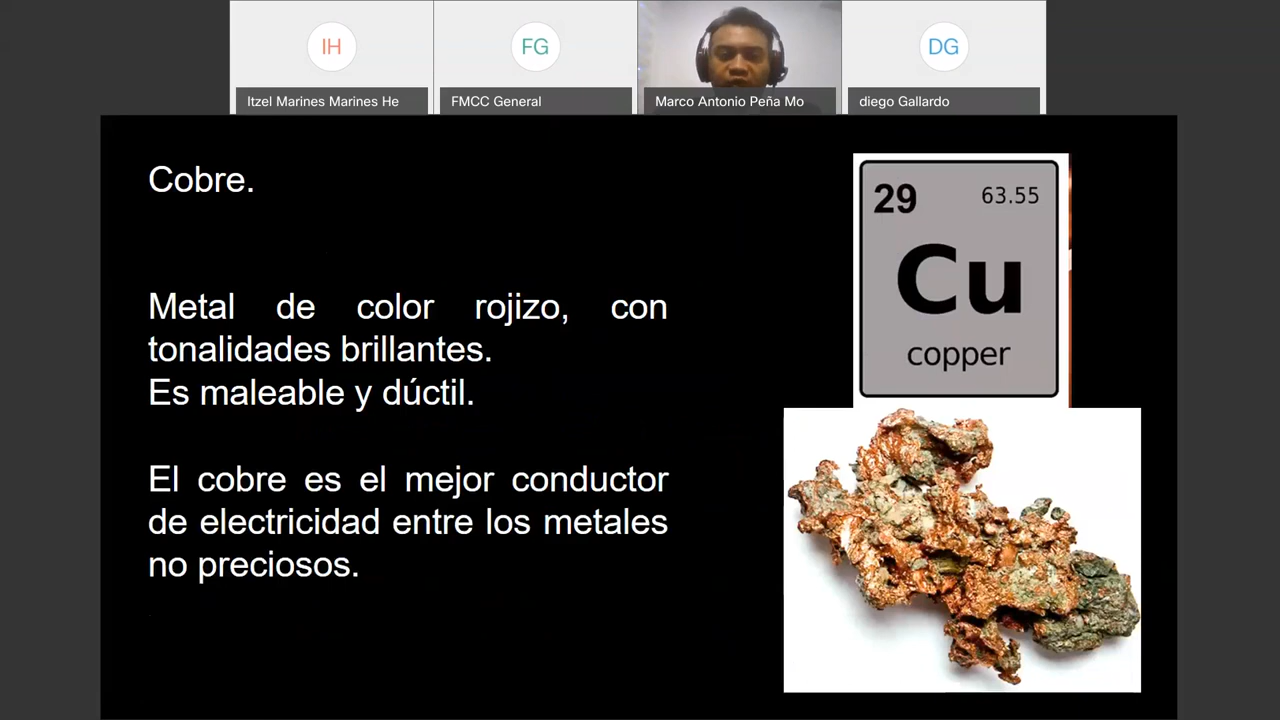 IH
FG
DG
Itzel Marines Marines He
FMCC General
Marco Antonio Peña Mo
diego Gallardo
Cobre.
Metal de color rojizo, con
tonalidades brillantes.
Es maleable y dúctil.
El cobre es el mejor conductor
de electricidad entre los metales
no preciosos.
29
63.55
Cu
copper